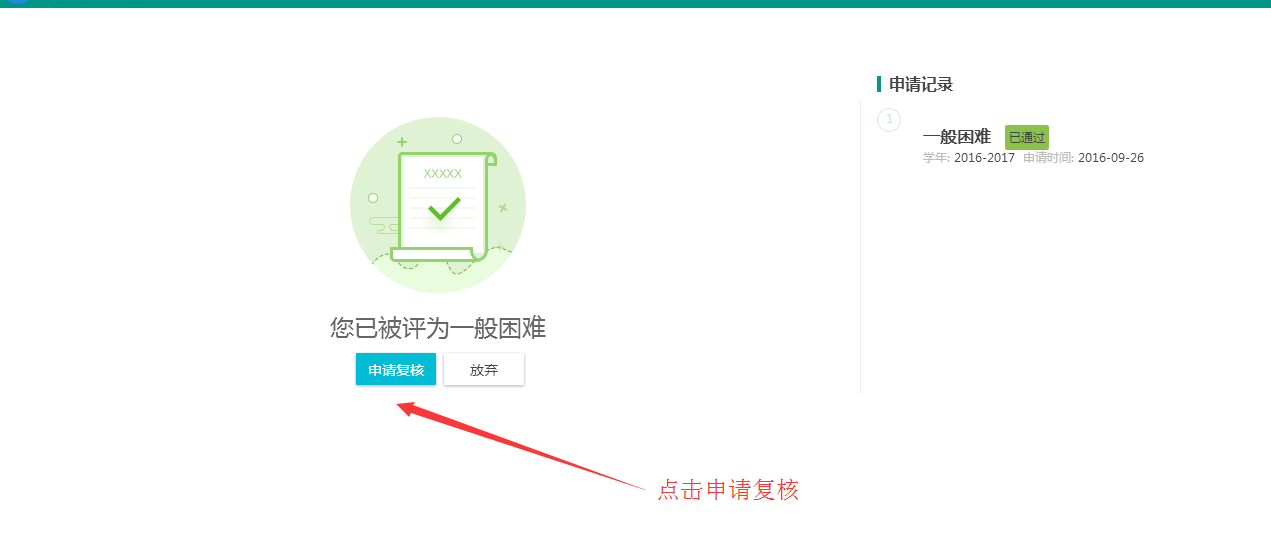 申请记录
1
一般困难 已通过
学年: 2016-2017 申请时间: 2016-09-26
XXXXX
您已被评为一般困难
申请复核 放弃
点击申请复核